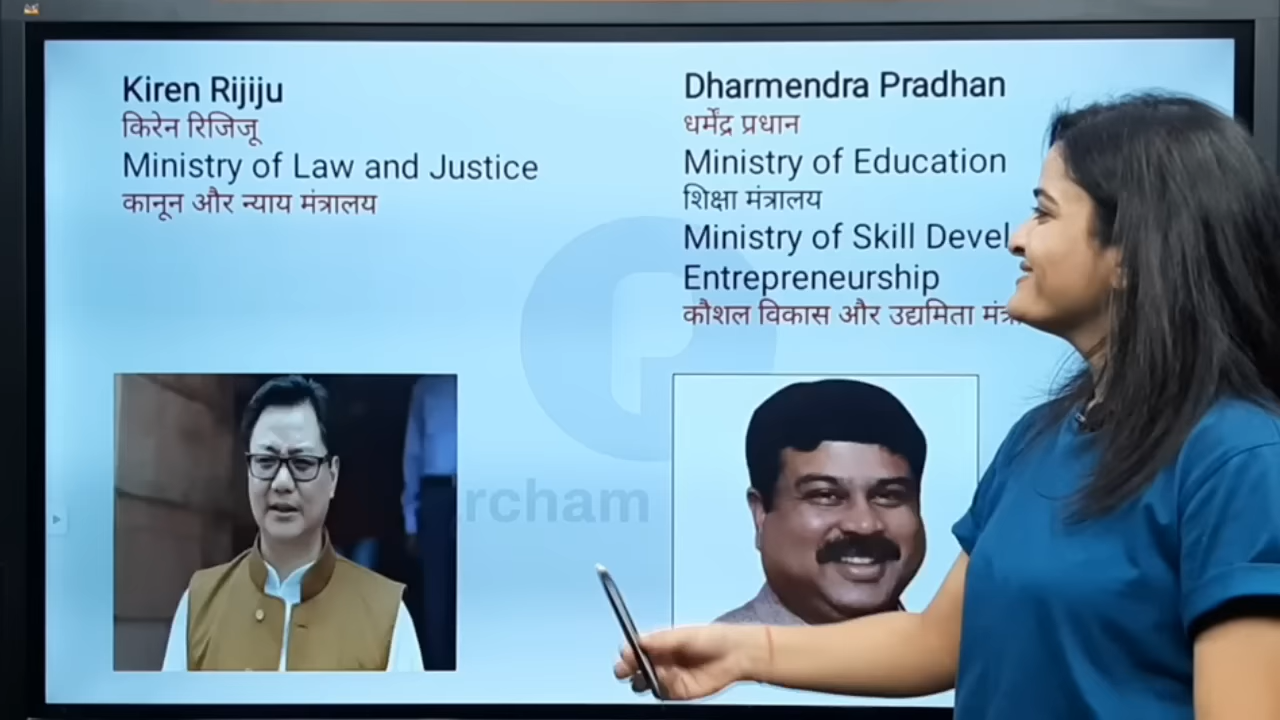 Kiren Rijiju
किरेन रिजिजू
Ministry of Law and Justice
कानून और न्याय मंत्रालय
Dharmendra Pradhan
धर्मेंद्र प्रधान
Ministry of Education
शिक्षा मंत्रालय
Ministry of Skill
Entrepreneurship
कौशल विकास और उद्यमिता
rcham